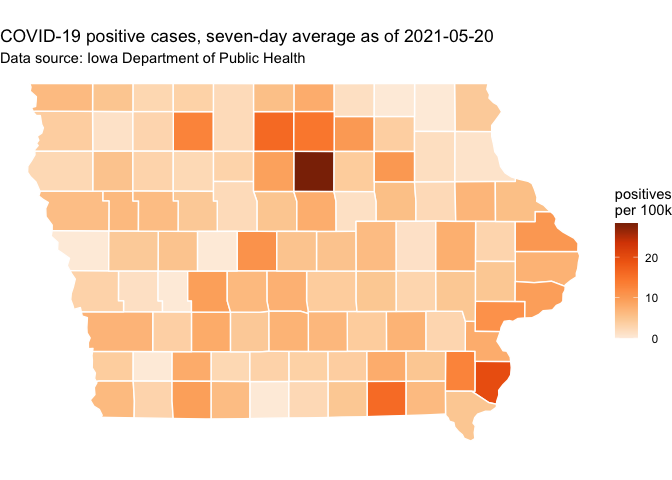 COVID-19 positive cases, seven-day average as of 2021-05-20
Data source: Iowa Department of Public Health
positives
per 100k
20
10
0